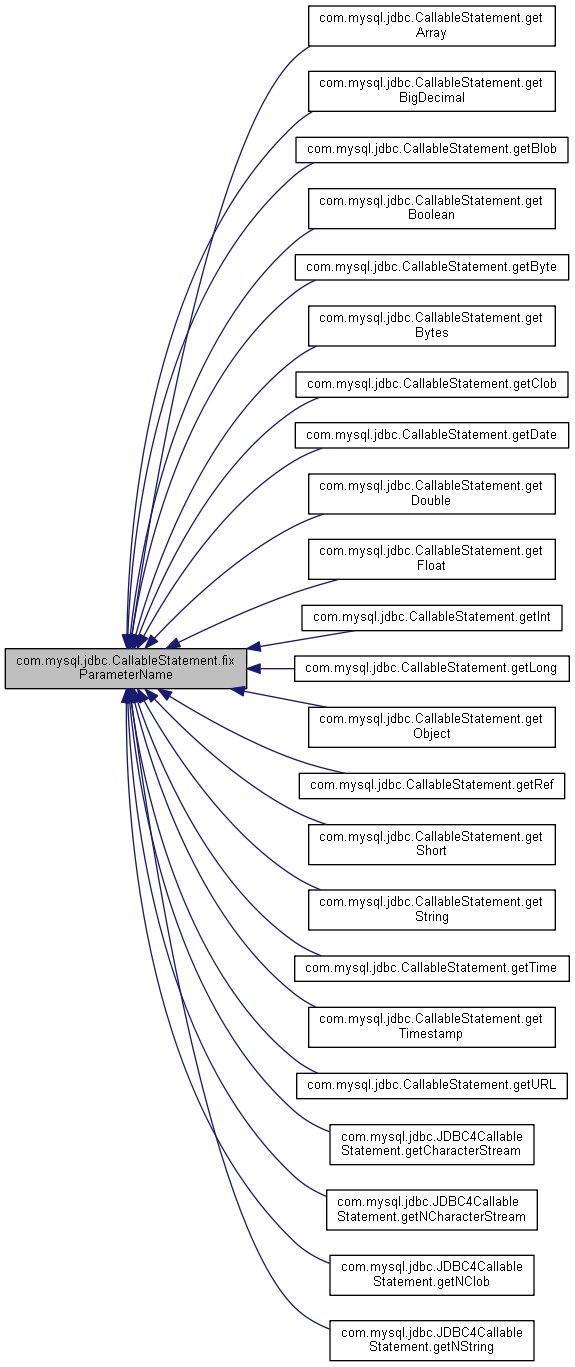 com.mysql.jdbc.CallableStatement.get
Array
com.mysql.jdbc.CallableStatement.get
BigDecimal
com.mysql.jdbc.CallableStatement.getBlob
com.mysql.jdbc.CallableStatement.get
Boolean
com.mysql.jdbc.CallableStatement.getByte
com.mysql.jdbc.CallableStatement.get
Bytes
com.mysql.jdbc.CallableStatement.getClob
com.mysql.jdbc.CallableStatement.getDate
com.mysql.jdbc.CallableStatement.get
Double
com.mysql.jdbc.CallableStatement.get
Float
com.mysql.jdbc.CallableStatement.getInt
com.mysql.jdbc.CallableStatement.fix
ParameterName
com.mysql.jdbc.CallableStatement.getLong
com.mysql.jdbc.CallableStatement.get
Object
com.mysql.jdbc.CallableStatement.getRef
com.mysql.jdbc.CallableStatement.get
Short
com.mysql.jdbc.CallableStatement.get
String
com.mysql.jdbc.CallableStatement.getTime
com.mysql.jdbc.CallableStatement.get
Timestamp
com.mysql.jdbc.CallableStatement.getURL
com.mysql.jdbc.JDBC4Callable
Statement.getCharacterStream
com.mysql.jdbc.JDBC4Callable
Statement.getNCharacterStream
com.mysql.jdbc.JDBC4Callable
Statement.getNClob
com.mysql.jdbc.JDBC4Callable
Statement.getNString